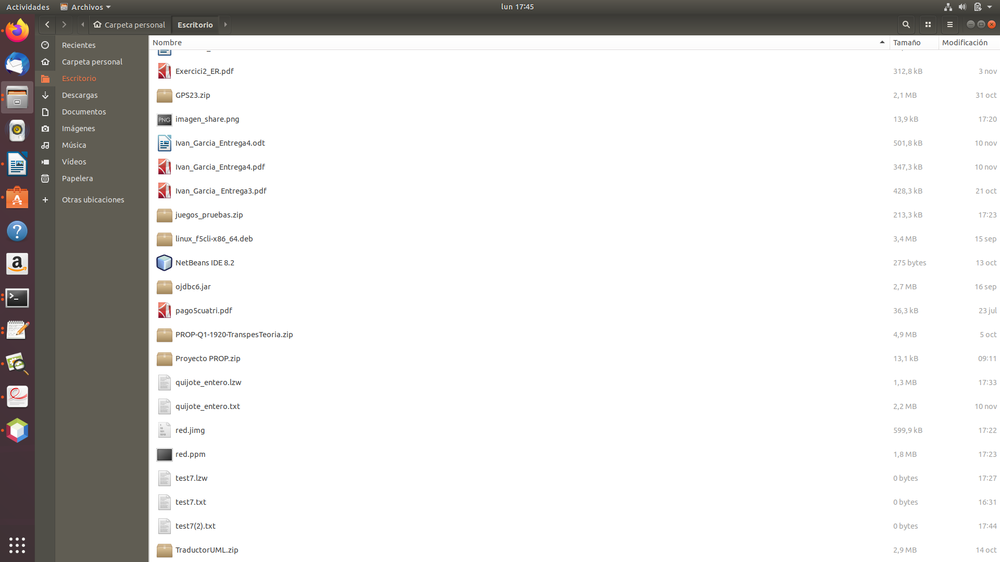 Actividades Archivos lun 17:45
Carpeta personal Escritorio
Recientes
Carpeta personal
Escritorio
Descargas
Documentos
Imágenes
Música
Vídeos
Papelera
Otras ubicaciones
Nombre Tamaño Modificación
Exercici2_ER.pdf 312,8 kB 3 nov
GPS23.zip 2,1 MB 31 oct
PNG imagen_share.png 13,9 kB 17:20
Ivan_Garcia_Entrega4.odt 501,8 kB 10 nov
Ivan_Garcia_Entrega4.pdf 347,3 kB 10 nov
Ivan_Garcia_ Entrega3.pdf 428,3 kB 21 oct
juegos_pruebas.zip 213,3 kB 17:23
linux_f5cli-x86_64.deb 3,4 MB 15 sep
NetBeans IDE 8.2 275 bytes 13 oct
ojdbc6.jar 2,7 MB 16 sep
pago5cuatri.pdf 36,3 kB 23 jul
PROP-Q1-1920-TranspesTeoria.zip 4,9 MB 5 oct
Proyecto PROP.zip 13,1 kB 09:11
quijote_entero.lzw 1,3 MB 17:33
quijote_entero.txt 2,2 MB 10 nov
red.jimg 599,9 kB 17:22
red.ppm 1,8 MB 17:23
test7.lzw 0 bytes 17:27
test7.txt 0 bytes 16:31
test7(2).txt 0 bytes 17:44
TraductorUML.zip 2,9 MB 14 oct